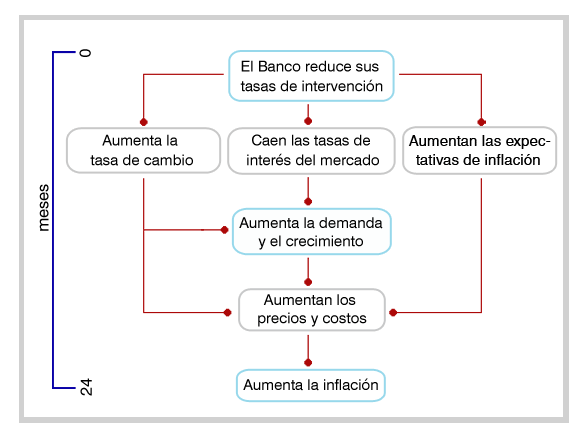 0
El Banco reduce sus
tasas de intervención
Aumenta la
tasa de cambio
Caen las tasas de
interés del mercado
Aumentan las expec-
tativas de inflación
meses
Aumenta la demanda
y el crecimiento
Aumentan los
precios y costos
24
Aumenta la inflación